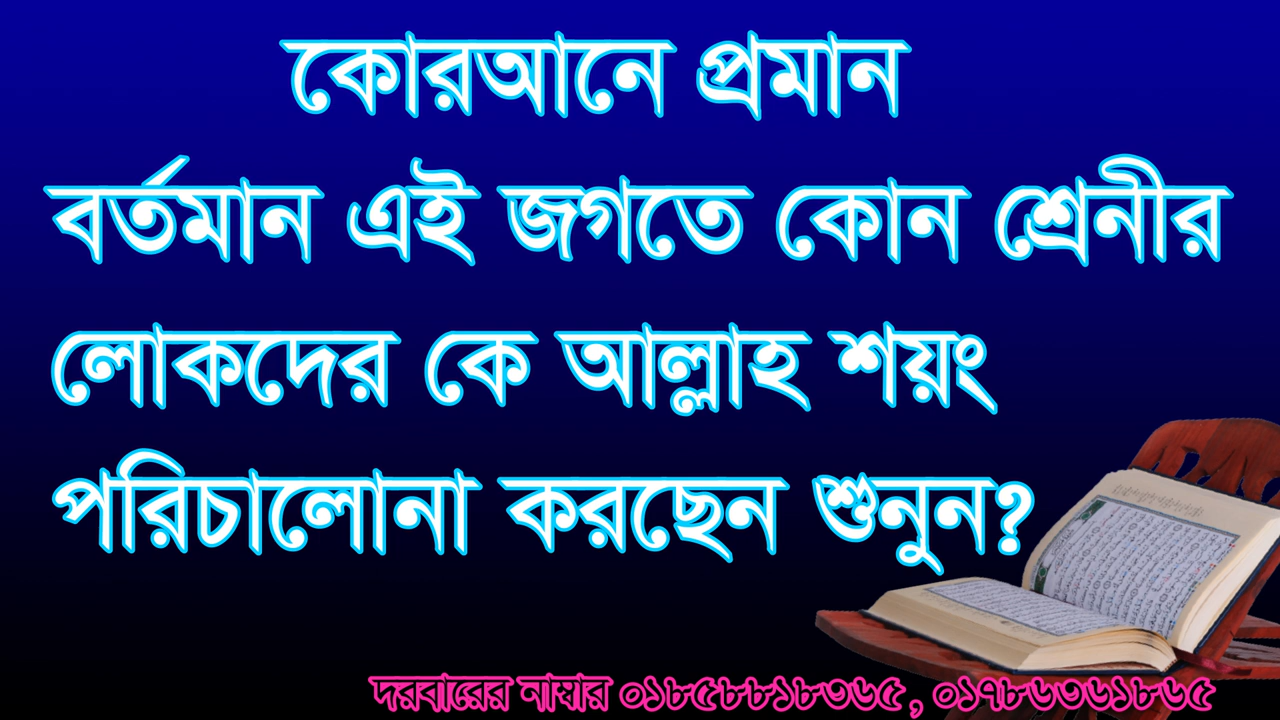 কোরআনে প্রমান
বর্তমান এই জগতে কোন শ্রেনীর
লোকদের কে আল্লাহ শয়ং
পরিচালোনা করছেন শুনুন?
দরবারের নাম্বার ০১৮৫৮৮১৮৩৬৫, ০১৭৮৬৩৬১৮৬৫